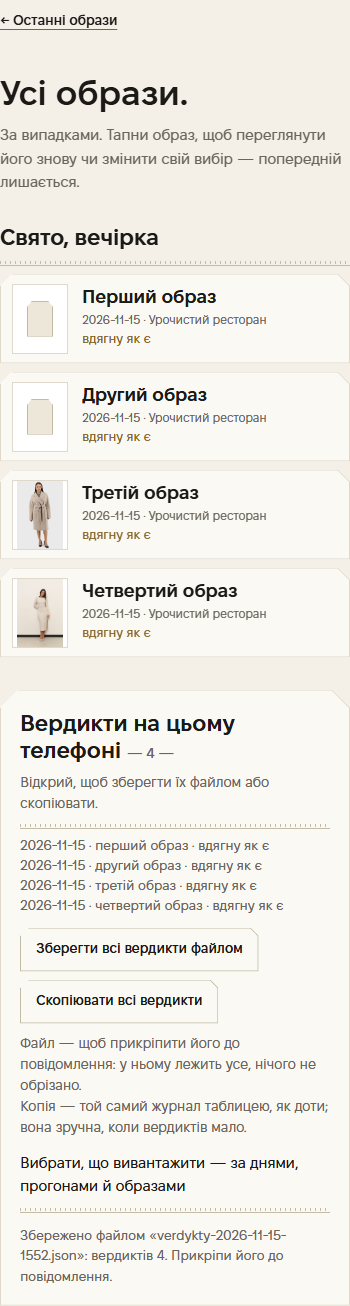 ← Останні образи
Усі образи.
За випадками. Тапни образ, щоб переглянути
його знову чи змінити свій вибір — попередній
лишається.
Свято, вечірка
Перший образ
2026-11-15 · Урочистий ресторан
вдягну як є
Другий образ
2026-11-15 · Урочистий ресторан
вдягну як є
Третій образ
2026-11-15 · Урочистий ресторан
вдягну як є
Четвертий образ
2026-11-15 · Урочистий ресторан
вдягну як є
Вердикти на цьому
телефоні — 4 —
Відкрий, щоб зберегти їх файлом або
скопіювати.
2026-11-15 · перший образ · вдягну як є
2026-11-15 · другий образ · вдягну як є
2026-11-15 · третій образ · вдягну як є
2026-11-15 · четвертий образ · вдягну як є
Зберегти всі вердикти файлом
Скопіювати всі вердикти
Файл — щоб прикріпити його до
повідомлення: у ньому лежить усе, нічого не
обрізано.
Копія — той самий журнал таблицею, як доти;
вона зручна, коли вердиктів мало.
Вибрати, що вивантажити — за днями,
прогонами й образами
Збережено файлом «verdykty-2026-11-15-
1552.json»: вердиктів 4. Прикріпи його до
повідомлення.